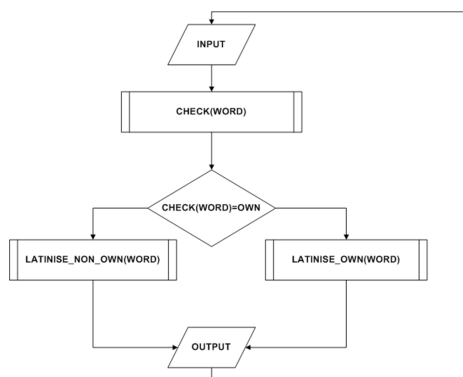 INPUT
CHECK(WORD)
CHECK(WORD)=OWN
LATINISE_NON_OWN(WORD)
LATINISE_OWN(WORD)
OUTPUT